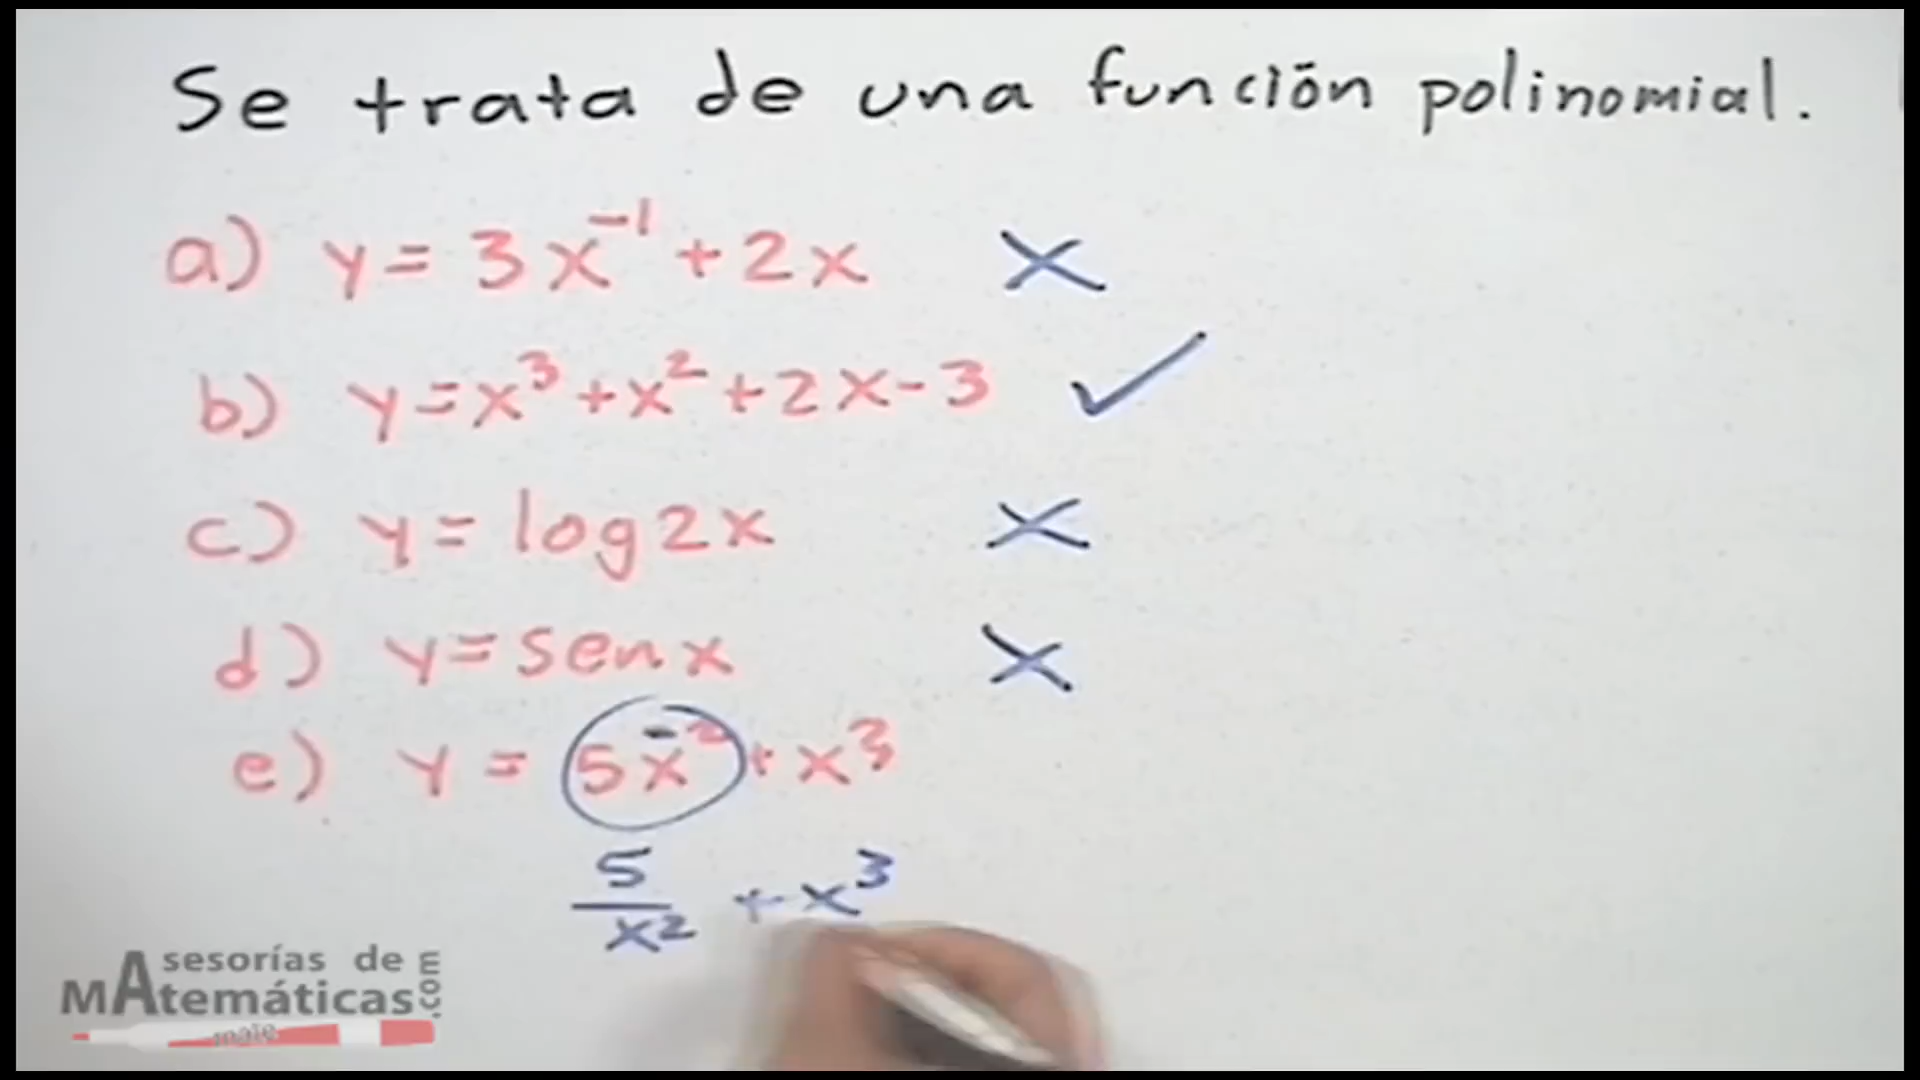 Se trata de una función polinomial.
a) y = 3x⁻¹ + 2x ✗
b) y = x³ + x² + 2x - 3 ✓
c) y = log 2x ✗
d) y = sen x ✗
e) y = 5x⁻² + x³
5/x² + x³
Asesorías de
Matemáticas.com
mate